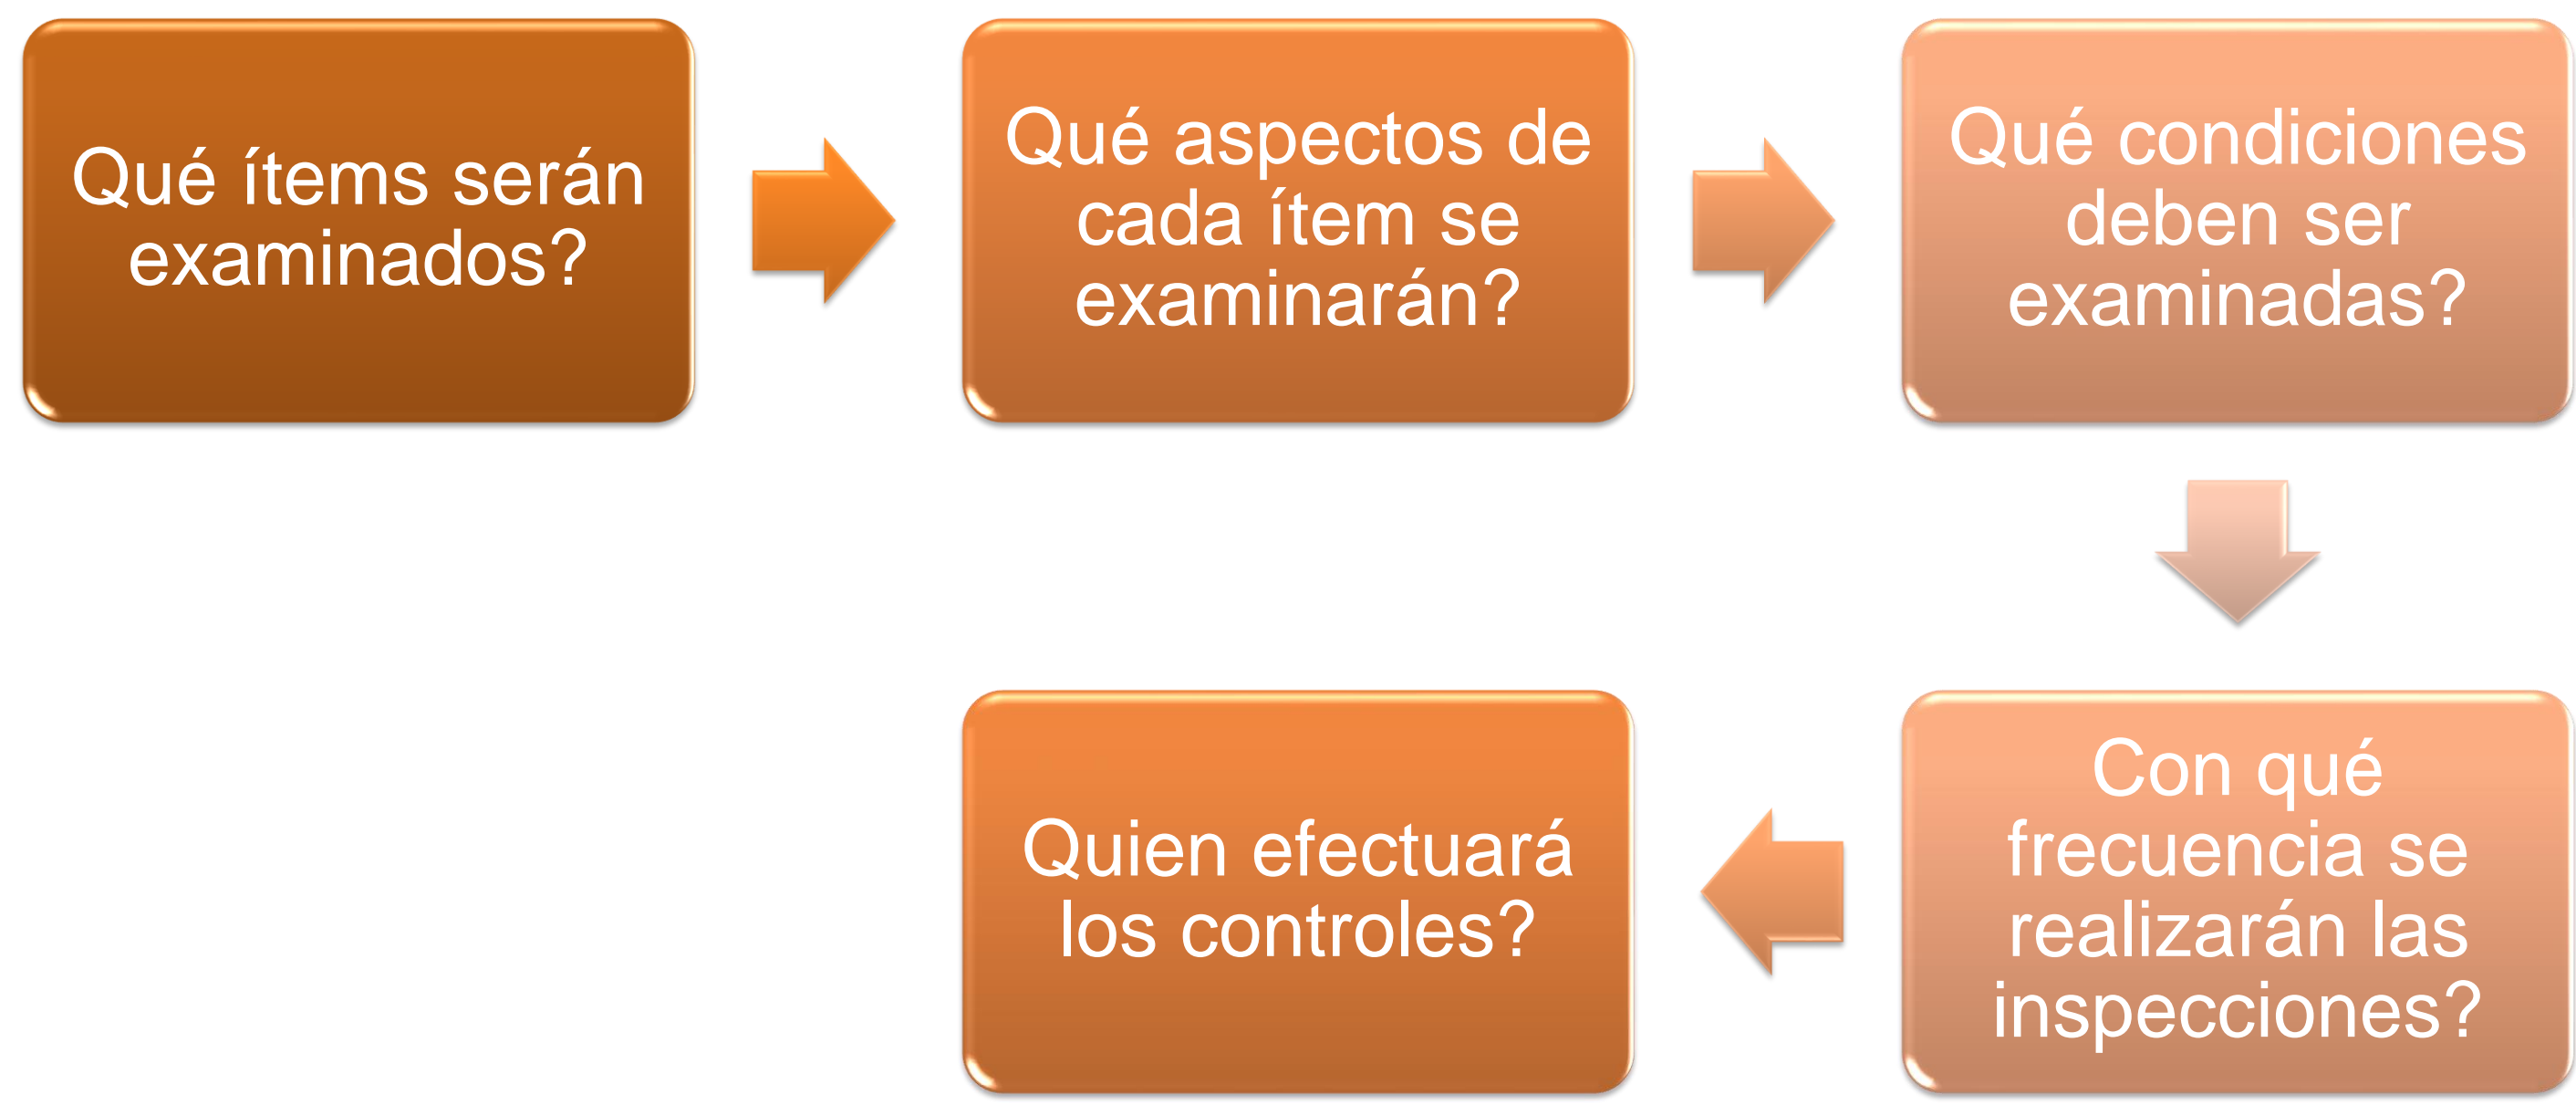 Qué ítems serán
examinados?
Qué aspectos de
cada ítem se
examinarán?
Qué condiciones
deben ser
examinadas?
Con qué
frecuencia se
realizarán las
inspecciones?
Quien efectuará
los controles?